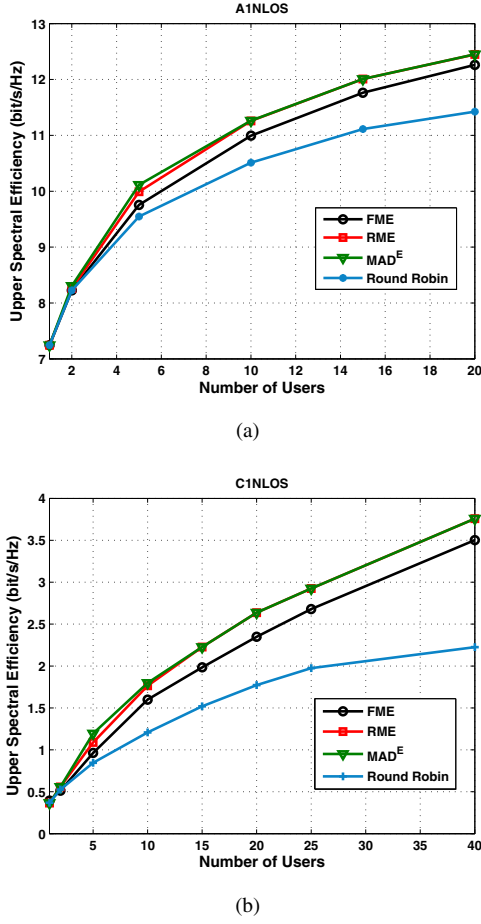 A1NLOS
Upper Spectral Efficiency (bit/s/Hz)
13
12
11
10
9
8
7
FME
RME
MAD^E
Round Robin
2 4 6 8 10 12 14 16 18 20
Number of Users
(a)
C1NLOS
Upper Spectral Efficiency (bit/s/Hz)
4
3.5
3
2.5
2
1.5
1
0.5
0
FME
RME
MAD^E
Round Robin
5 10 15 20 25 30 35 40
Number of Users
(b)